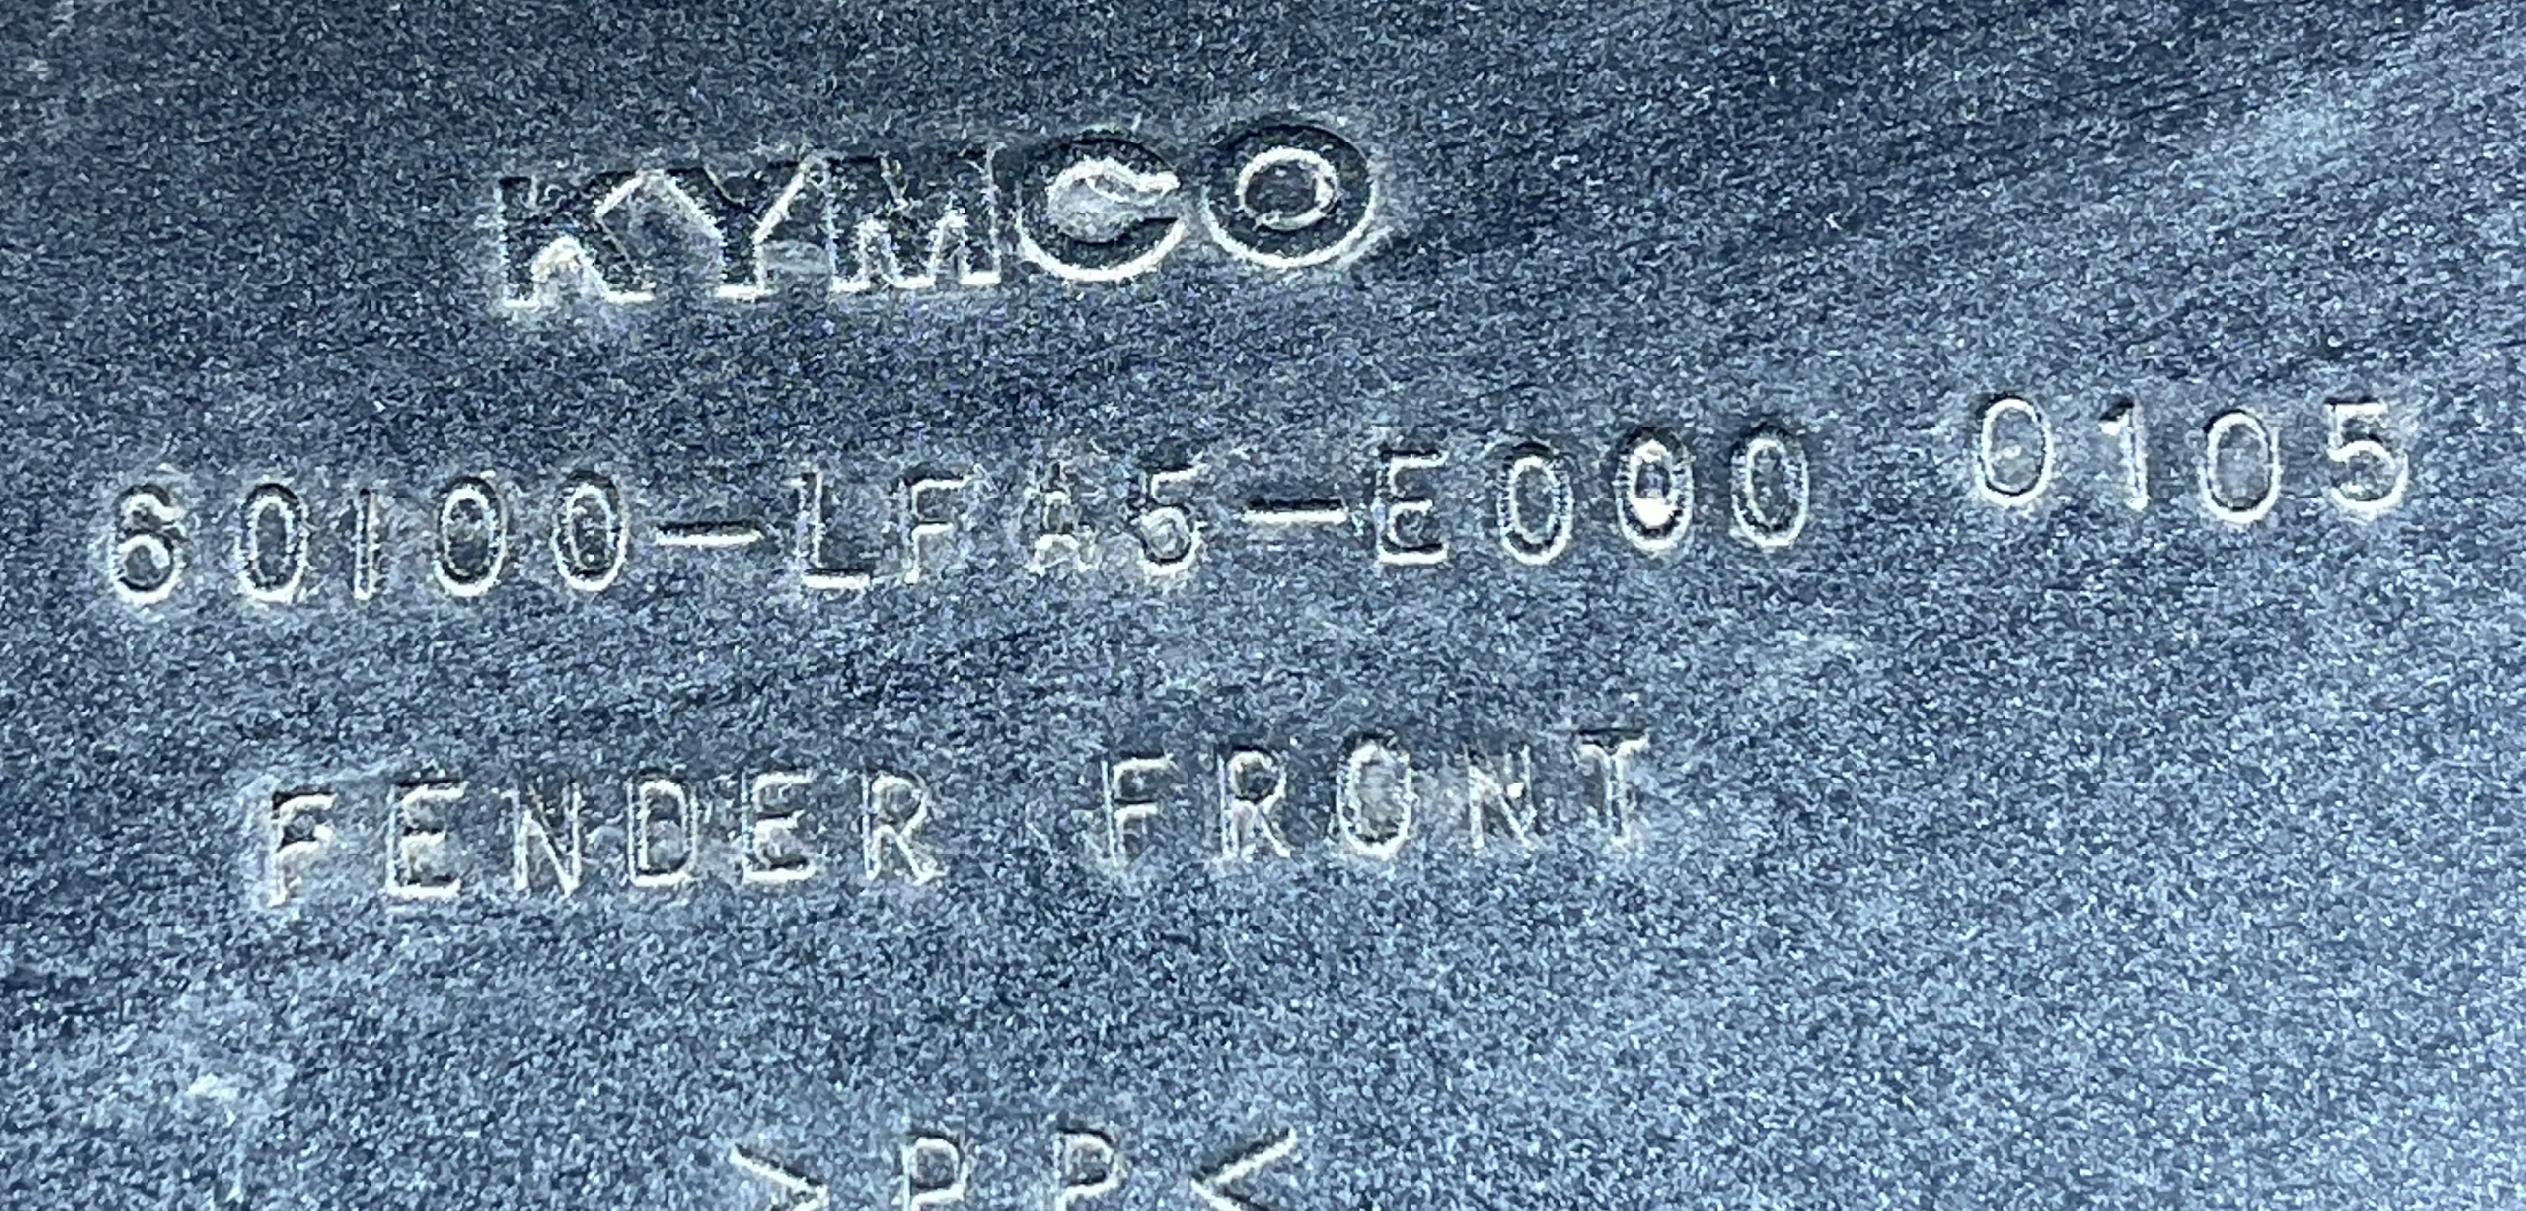 KYMCO
60100-LFA5-E000 0105
FENDER FRONT
>PP<